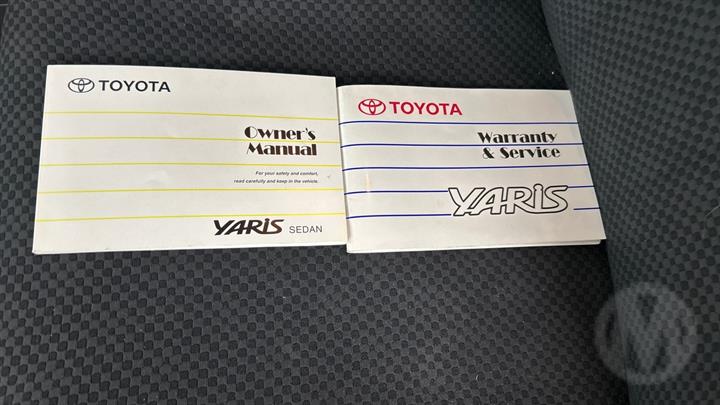 TOYOTA
Owner's
Manual
For your safety and comfort,
read carefully and keep in the vehicle.
YARIS SEDAN
TOYOTA
Warranty
& Service
YARIS
M